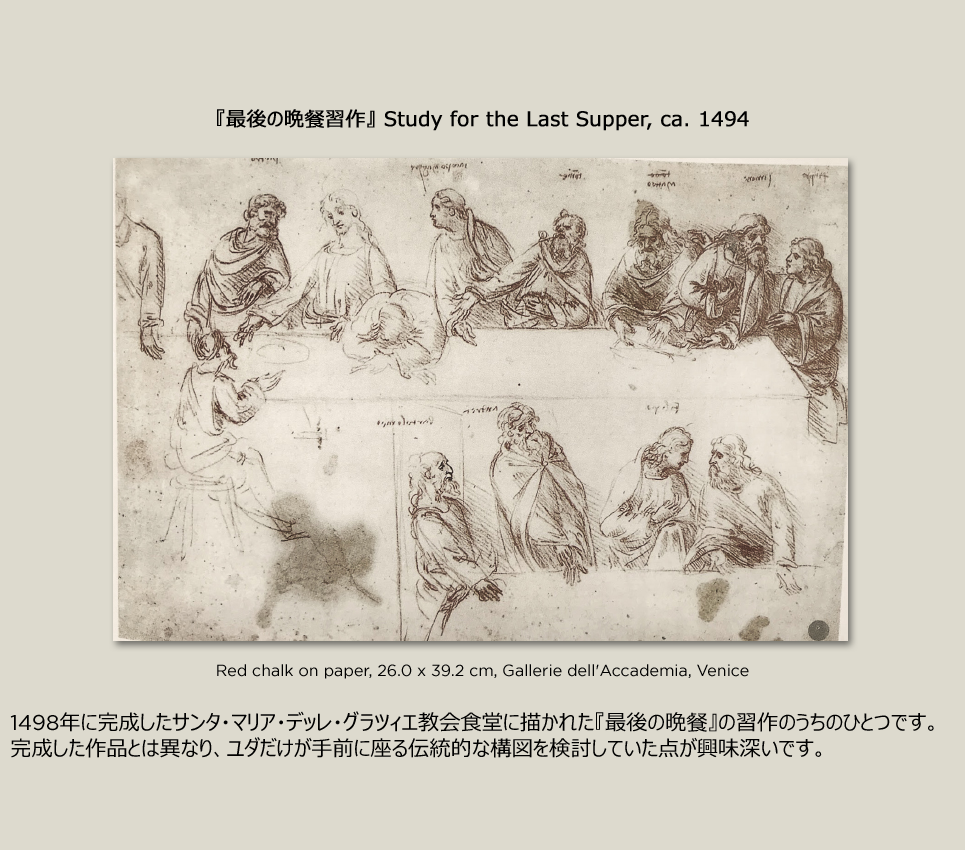 『最後の晩餐習作』 Study for the Last Supper, ca. 1494
Red chalk on paper, 26.0 x 39.2 cm, Gallerie dell'Accademia, Venice
1498年に完成したサンタ・マリア・デッレ・グラツィエ教会食堂に描かれた『最後の晩餐』の習作のうちのひとつです。
完成した作品とは異なり、ユダだけが手前に座る伝統的な構図を検討していた点が興味深いです。